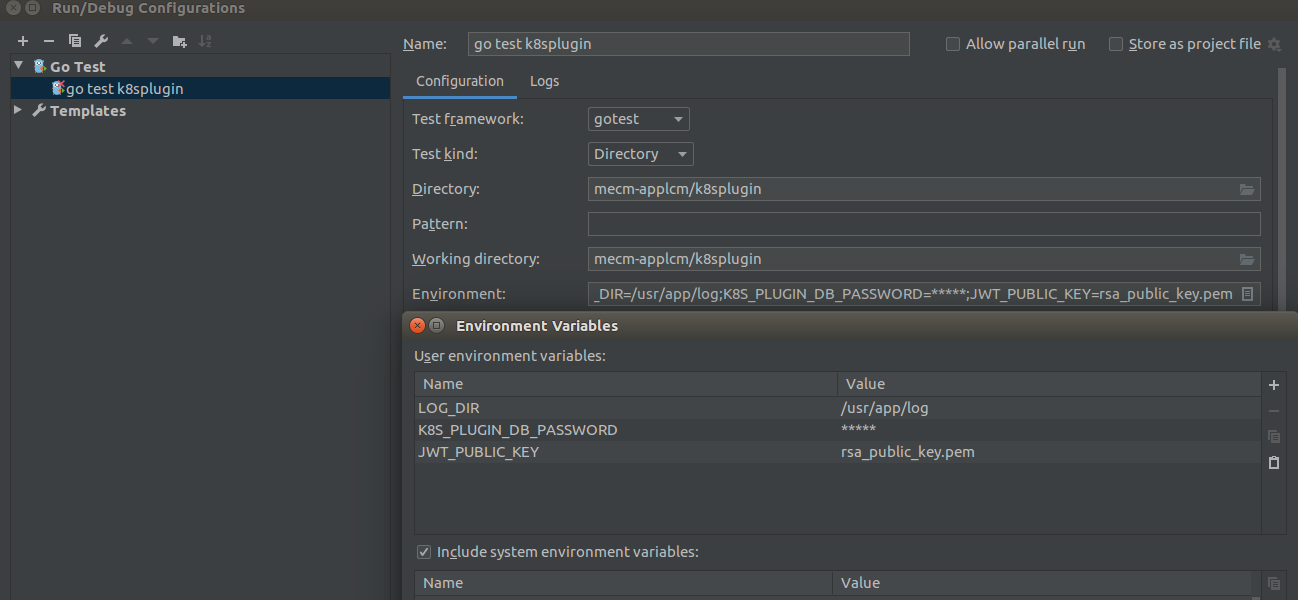 Run/Debug Configurations
Name: go test k8splugin Allow parallel run Store as project file
Go Test
go test k8splugin
Templates
Configuration Logs
Test framework: gotest
Test kind: Directory
Directory: mecm-applcm/k8splugin
Pattern:
Working directory: mecm-applcm/k8splugin
Environment: _DIR=/usr/app/log;K8S_PLUGIN_DB_PASSWORD=*****;JWT_PUBLIC_KEY=rsa_public_key.pem
Environment Variables
User environment variables:
Name Value
LOG_DIR /usr/app/log
K8S_PLUGIN_DB_PASSWORD *****
JWT_PUBLIC_KEY rsa_public_key.pem
Include system environment variables:
Name Value